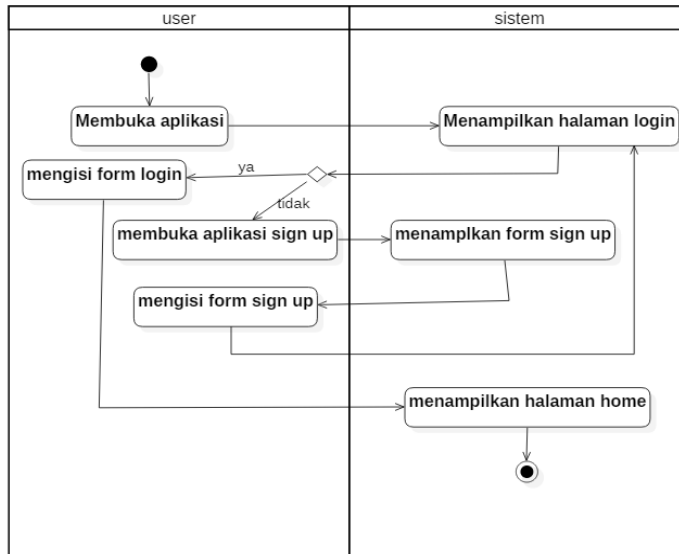 user
sistem
Membuka aplikasi
Menampilkan halaman login
mengisi form login
ya
tidak
membuka aplikasi sign up
menamplkan form sign up
mengisi form sign up
menampilkan halaman home